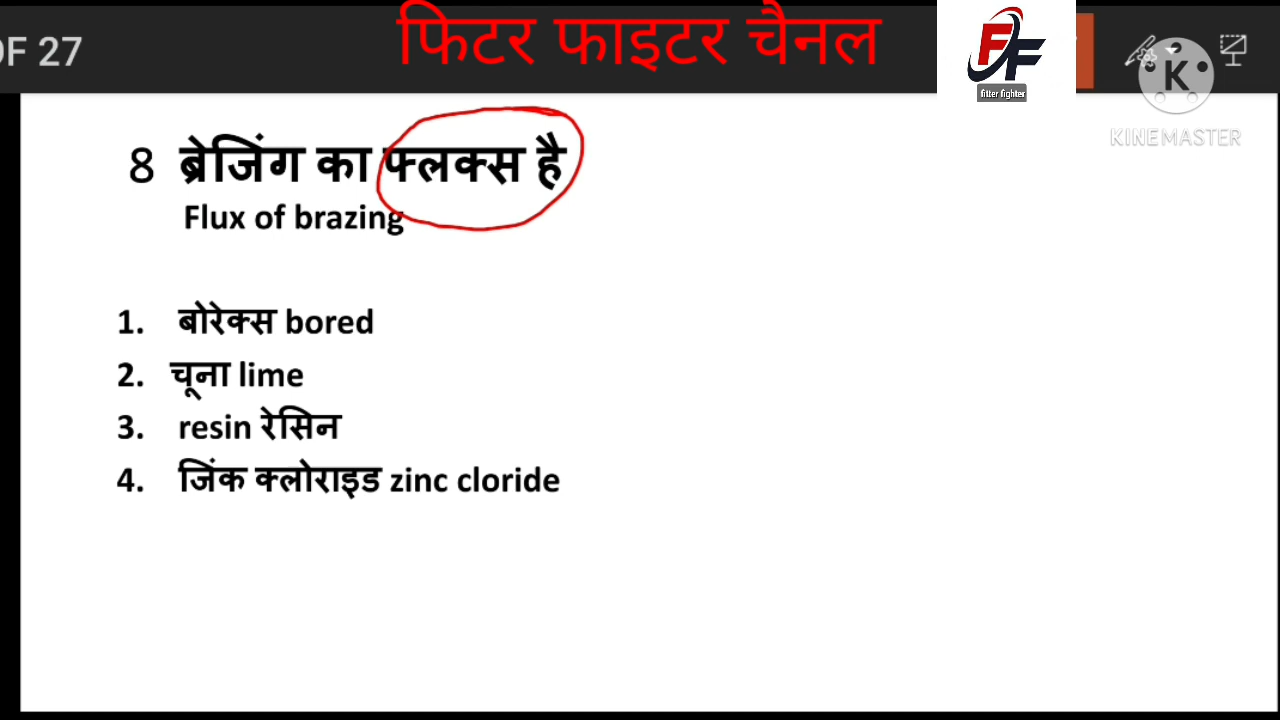 OF 27
फिटर फाइटर चैनल
FF
fitter fighter
K
KINEMASTER
8 ब्रेजिंग का फ्लक्स है
Flux of brazing
1. बोरेक्स bored
2. चूना lime
3. resin रेसिन
4. जिंक क्लोराइड zinc cloride